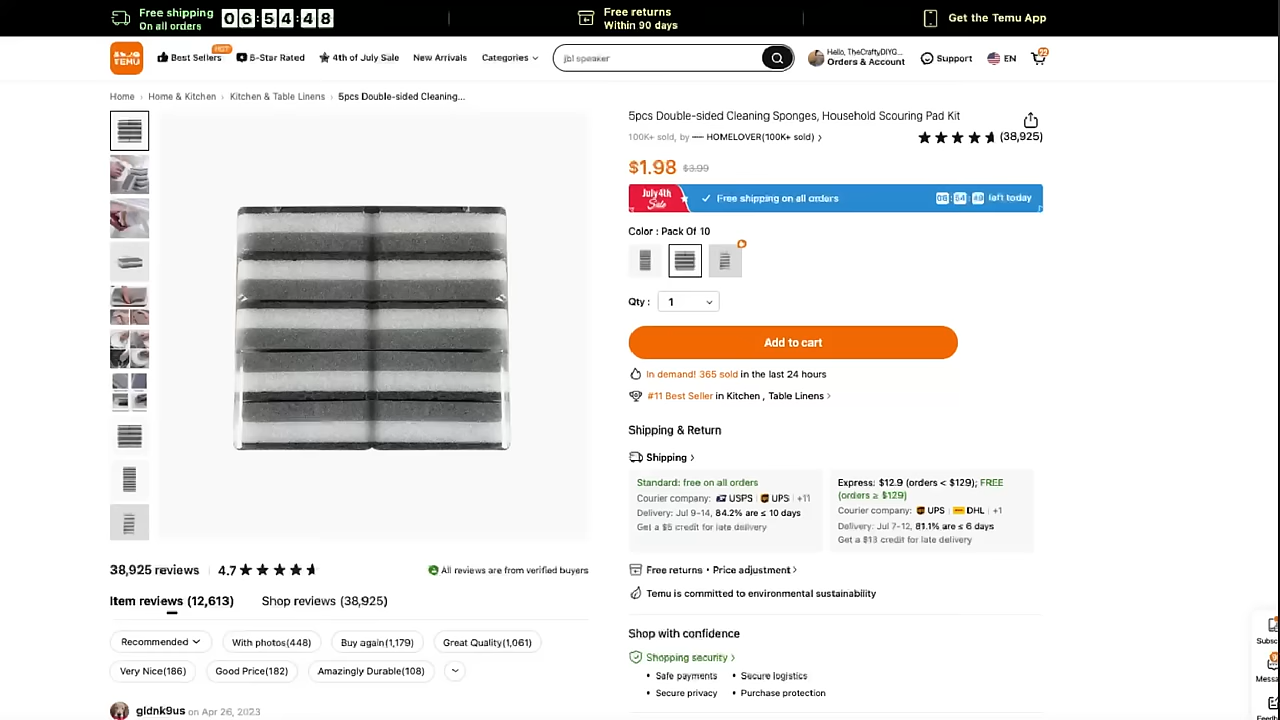 Free shipping
On all orders
06:54:48
Free returns
Within 90 days
Get the Temu App
TEMU
Best Sellers
HOT
5-Star Rated
4th of July Sale
New Arrivals
Categories
jbl speaker
Hello, TheCraftyDIYG...
Orders & Account
Support
EN
22
Home › Home & Kitchen › Kitchen & Table Linens › 5pcs Double-sided Cleaning...
5pcs Double-sided Cleaning Sponges, Household Scouring Pad Kit
100K+ sold, by — HOMELOVER(100K+ sold) ›
(38,925)
$1.98 $3.99
July 4th
Sale
Free shipping on all orders
06 : 54 : 49 left today
Color : Pack Of 10
Qty : 1
Add to cart
In demand! 365 sold in the last 24 hours
#11 Best Seller in Kitchen , Table Linens ›
Shipping & Return
Shipping ›
Standard: free on all orders
Courier company: USPS | UPS | +11
Delivery: Jul 9-14, 84.2% are ≤ 10 days
Get a $5 credit for late delivery
Express: $12.9 (orders < $129); FREE
(orders ≥ $129)
Courier company: UPS | DHL | +1
Delivery: Jul 7-12, 81.1% are ≤ 6 days
Get a $13 credit for late delivery
Free returns • Price adjustment ›
Temu is committed to environmental sustainability
Shop with confidence
Shopping security ›
• Safe payments • Secure logistics
• Secure privacy • Purchase protection
38,925 reviews | 4.7
All reviews are from verified buyers
Item reviews (12,613)
Shop reviews (38,925)
Recommended
With photos(448)
Buy again(1,179)
Great Quality(1,061)
Very Nice(186)
Good Price(182)
Amazingly Durable(108)
gldnk9us on Apr 26, 2023